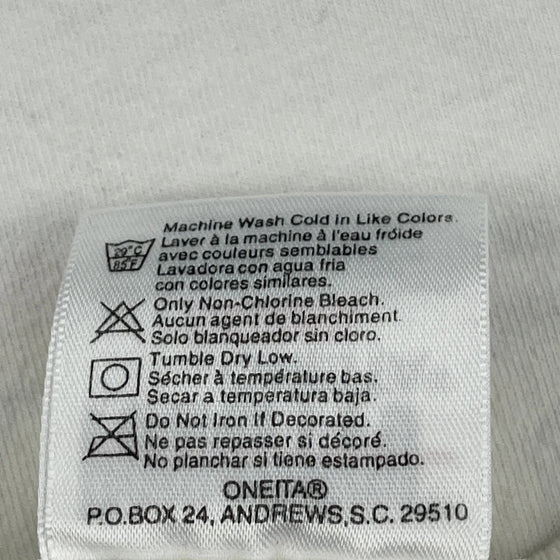 Machine Wash Cold in Like Colors.
Laver à la machine à l'eau fróide
avec couleurs semblables
Lavadora con agua fria
con colores similares.
Only Non-Chlorine Bleach.
Aucun agent de blanchiment.
Solo blanqueador sin cloro.
Tumble Dry Low.
Sécher à température bas.
Secar a temperatura baja.
Do Not Iron If Decorated.
Ne pas repasser si décoré.
No planchar si tiene estampado.
ONEITA®
P.O.BOX 24, ANDREWS,S.C. 29510